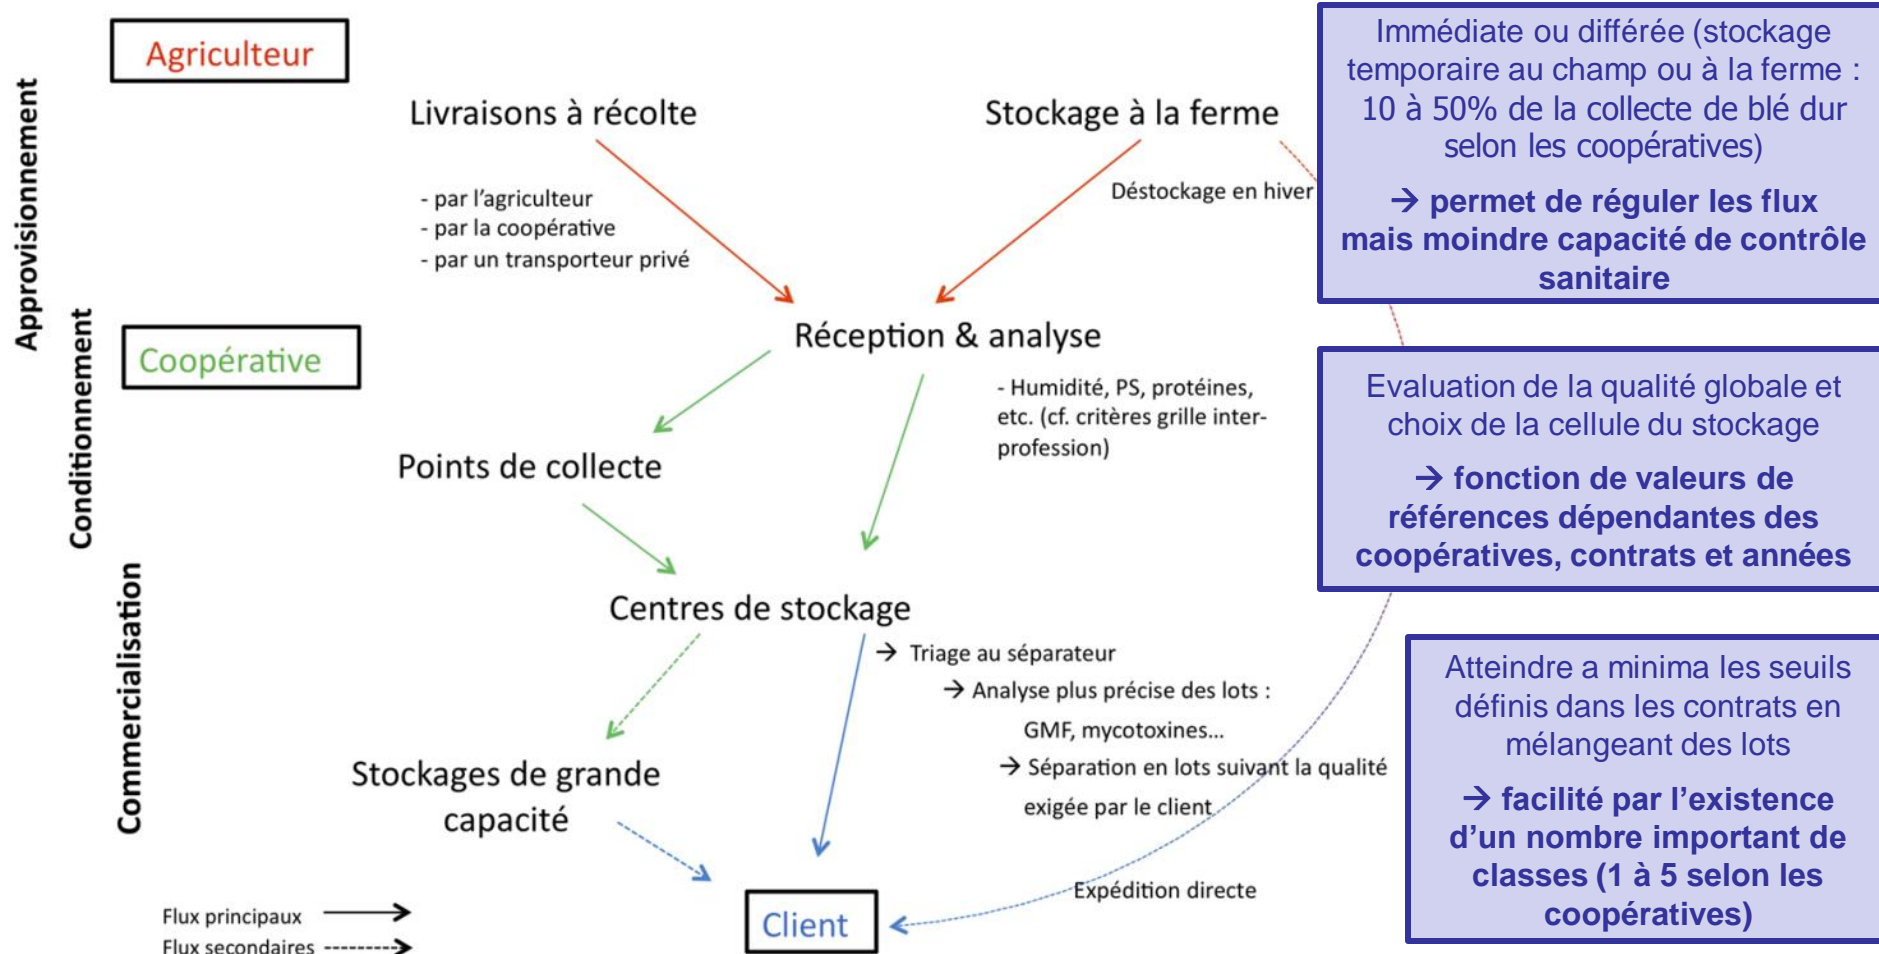 Approvisionnement
Conditionnement
Commercialisation
Agriculteur
Livraisons à récolte
- par l’agriculteur
- par la coopérative
- par un transporteur privé
Stockage à la ferme
Déstockage en hiver
Coopérative
Réception & analyse
- Humidité, PS, protéines,
etc. (cf. critères grille inter-
profession)
Points de collecte
Centres de stockage
→ Triage au séparateur
→ Analyse plus précise des lots :
GMF, mycotoxines...
→ Séparation en lots suivant la qualité
exigée par le client
Stockages de grande
capacité
Client
Expédition directe
Flux principaux
Flux secondaires
Immédiate ou différée (stockage
temporaire au champ ou à la ferme :
10 à 50% de la collecte de blé dur
selon les coopératives)
→ permet de réguler les flux
mais moindre capacité de contrôle
sanitaire
Evaluation de la qualité globale et
choix de la cellule du stockage
→ fonction de valeurs de
références dépendantes des
coopératives, contrats et années
Atteindre a minima les seuils
définis dans les contrats en
mélangeant des lots
→ facilité par l’existence
d’un nombre important de
classes (1 à 5 selon les
coopératives)